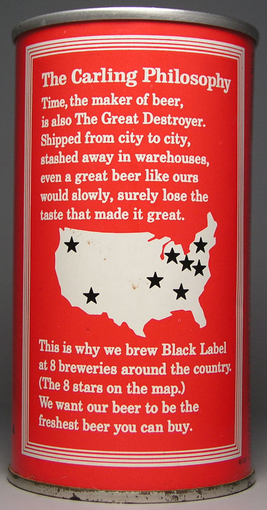 The Carling Philosophy
Time, the maker of beer,
is also The Great Destroyer.
Shipped from city to city,
stashed away in warehouses,
even a great beer like ours
would slowly, surely lose the
taste that made it great.
This is why we brew Black Label
at 8 breweries around the country.
(The 8 stars on the map.)
We want our beer to be the
freshest beer you can buy.